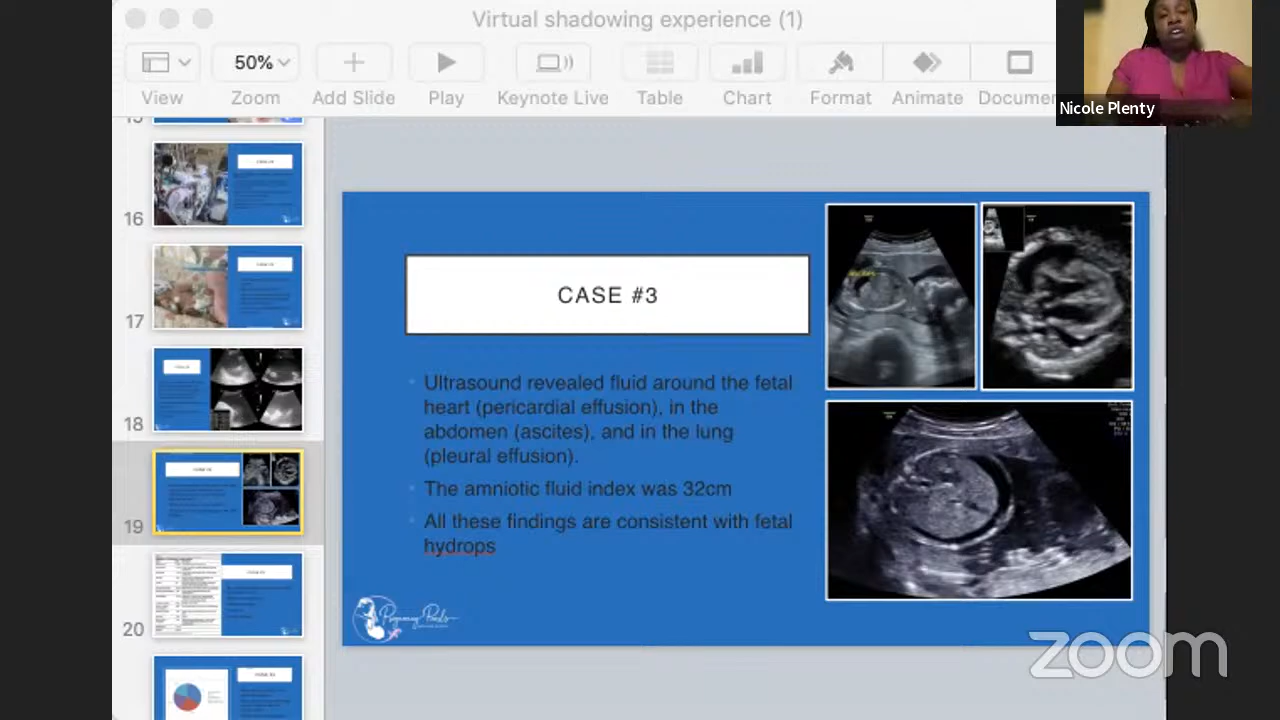 Virtual shadowing experience (1)
50%
View
Zoom
Add Slide
Play
Keynote Live
Table
Chart
Format
Animate
Documen
Nicole Plenty
16
17
18
19
20
CASE #3
Ultrasound revealed fluid around the fetal
heart (pericardial effusion), in the
abdomen (ascites), and in the lung
(pleural effusion).
The amniotic fluid index was 32cm
All these findings are consistent with fetal
hydrops
Pregnancy Pearls
zoom